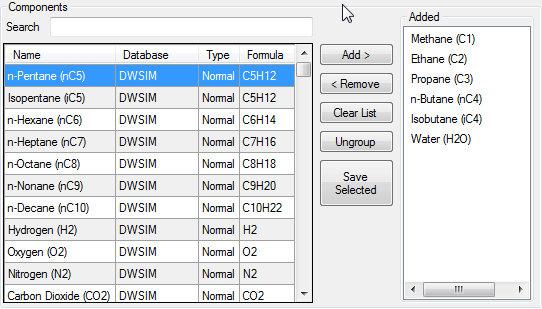 Components
Search
Name Database Type Formula
n-Pentane (nC5) DWSIM Normal C5H12
Isopentane (iC5) DWSIM Normal C5H12
n-Hexane (nC6) DWSIM Normal C6H14
n-Heptane (nC7) DWSIM Normal C7H16
n-Octane (nC8) DWSIM Normal C8H18
n-Nonane (nC9) DWSIM Normal C9H20
n-Decane (nC10) DWSIM Normal C10H22
Hydrogen (H2) DWSIM Normal H2
Oxygen (O2) DWSIM Normal O2
Nitrogen (N2) DWSIM Normal N2
Carbon Dioxide (CO2) DWSIM Normal CO2
Add >
< Remove
Clear List
Ungroup
Save
Selected
Added
Methane (C1)
Ethane (C2)
Propane (C3)
n-Butane (nC4)
Isobutane (iC4)
Water (H2O)